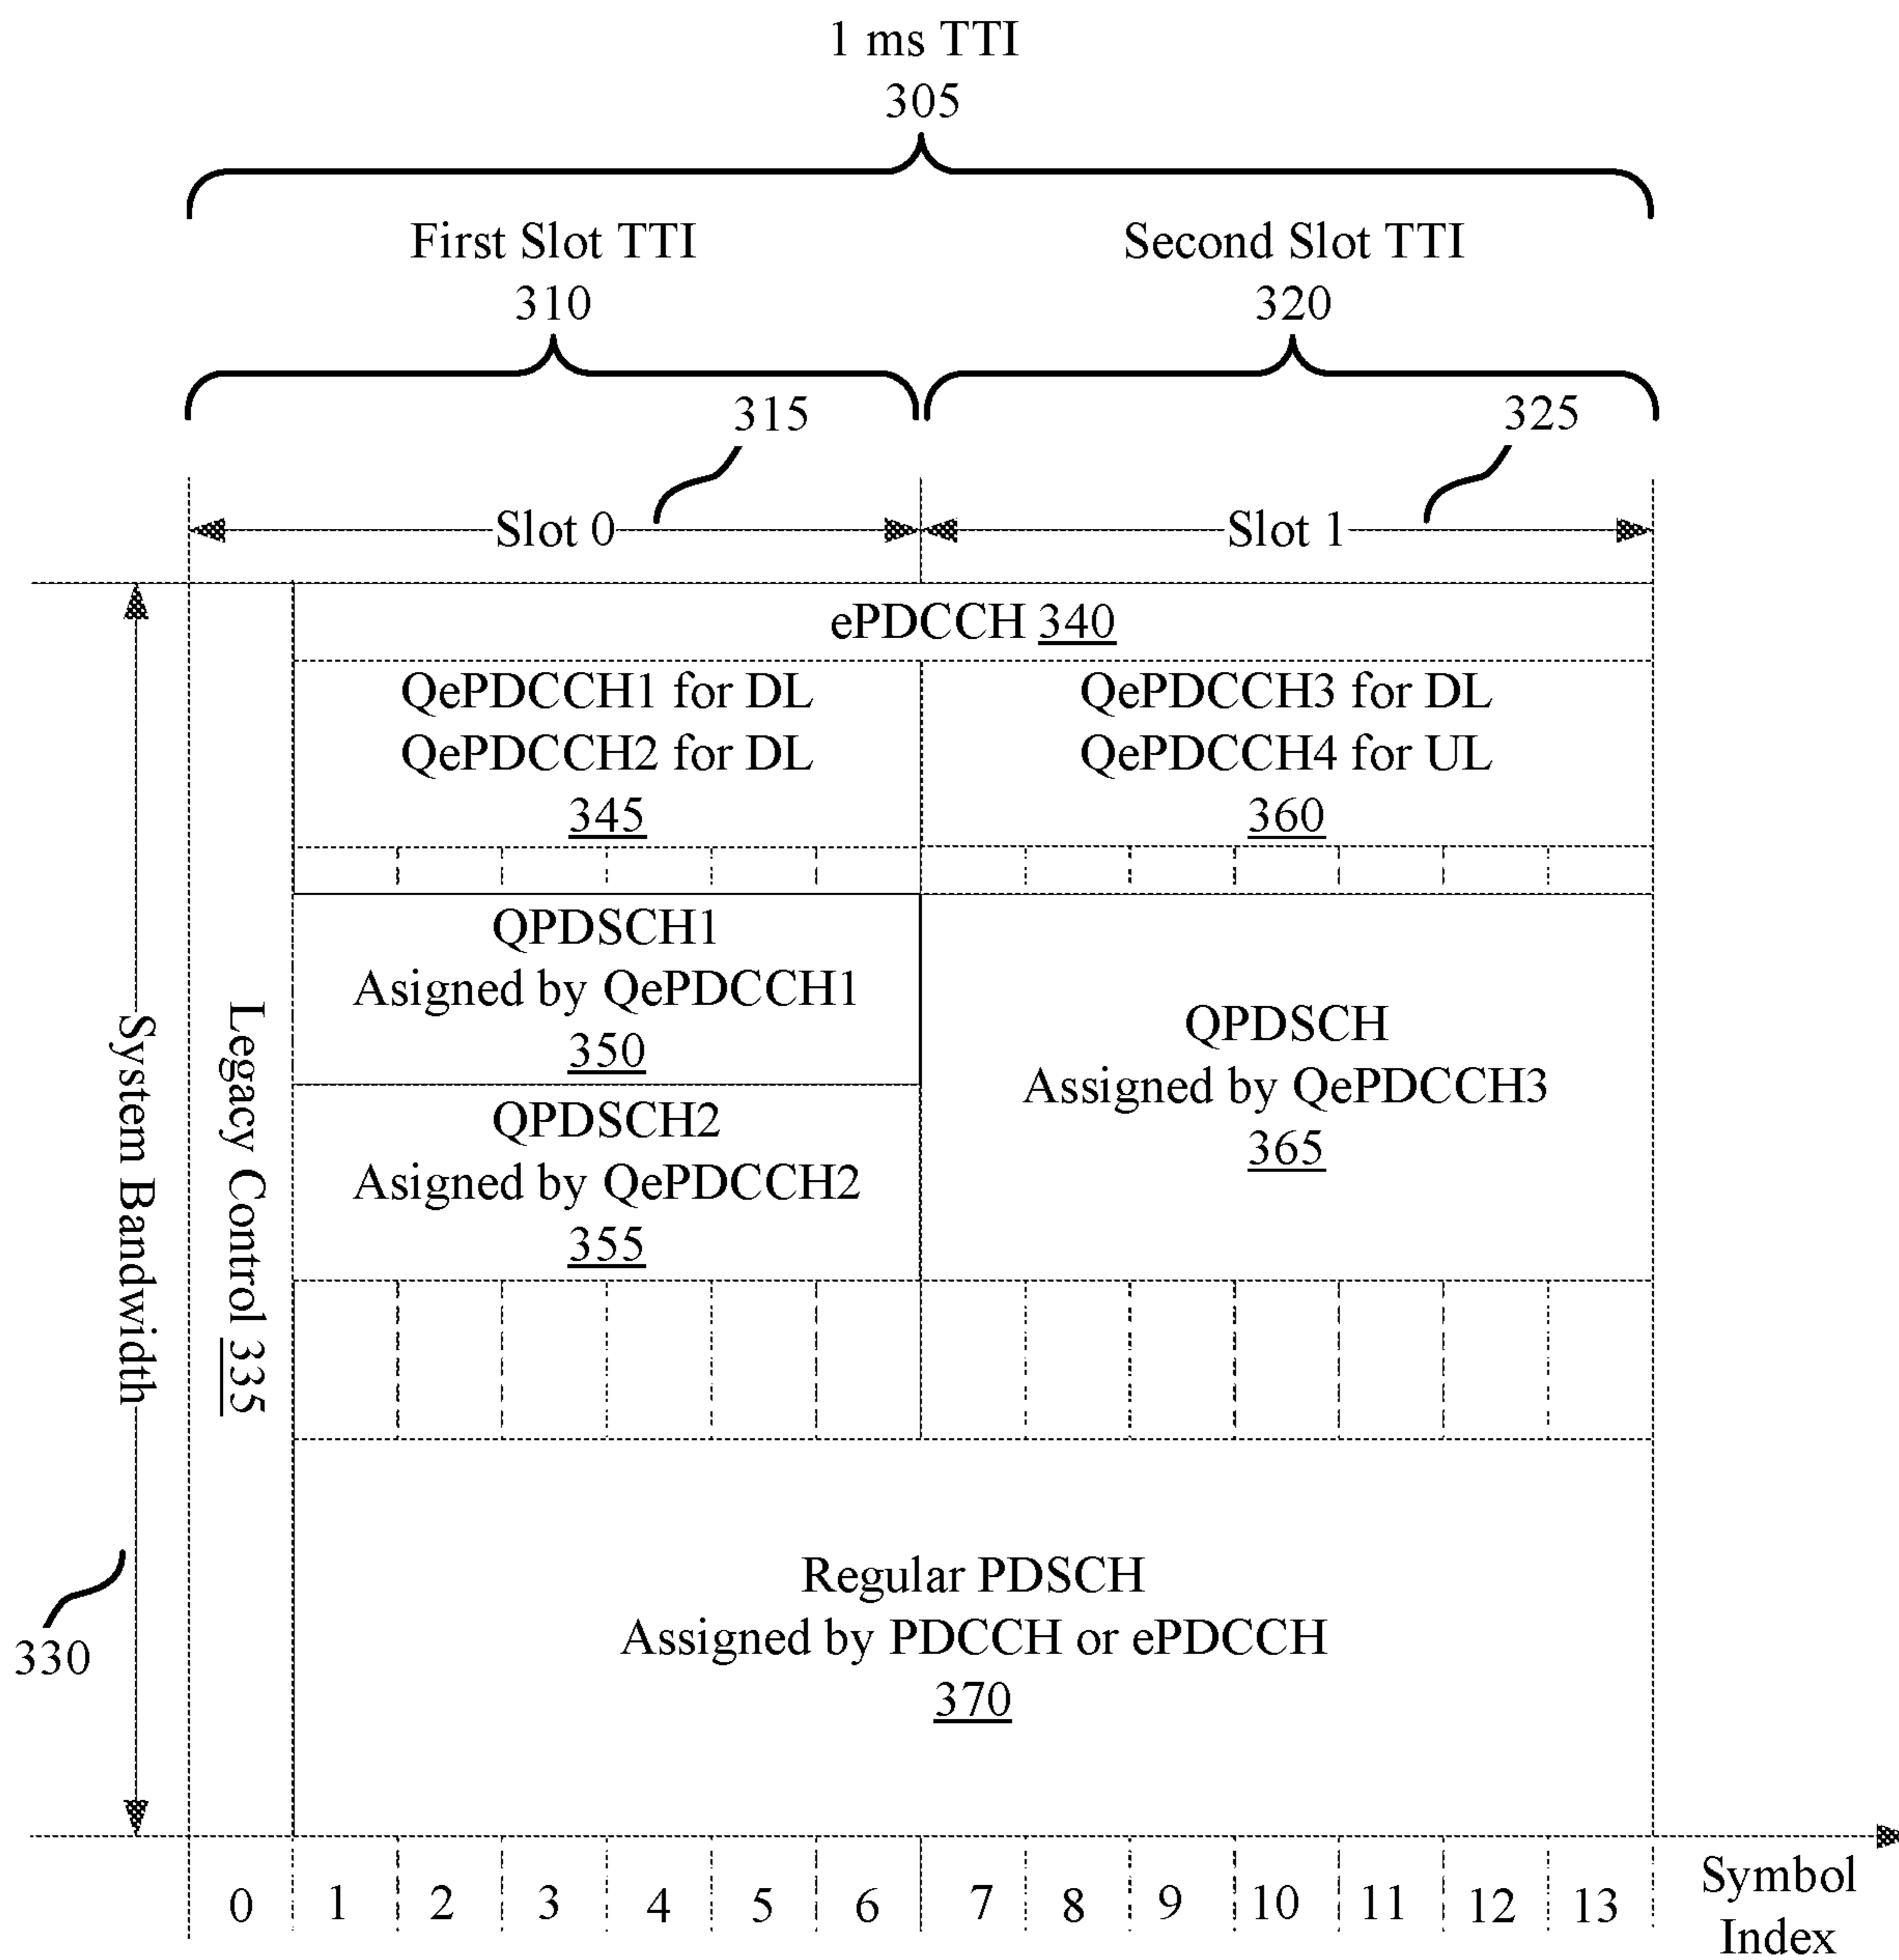 1 ms TTI
305
First Slot TTI
310
Second Slot TTI
320
315
325
Slot 0
Slot 1
ePDCCH 340
QePDCCH1 for DL
QePDCCH2 for DL
345
QePDCCH3 for DL
QePDCCH4 for UL
360
System Bandwidth
330
Legacy Control 335
QPDSCH1
Asigned by QePDCCH1
350
QPDSCH2
Asigned by QePDCCH2
355
QPDSCH
Assigned by QePDCCH3
365
Regular PDSCH
Assigned by PDCCH or ePDCCH
370
0 1 2 3 4 5 6 7 8 9 10 11 12 13
Symbol
Index